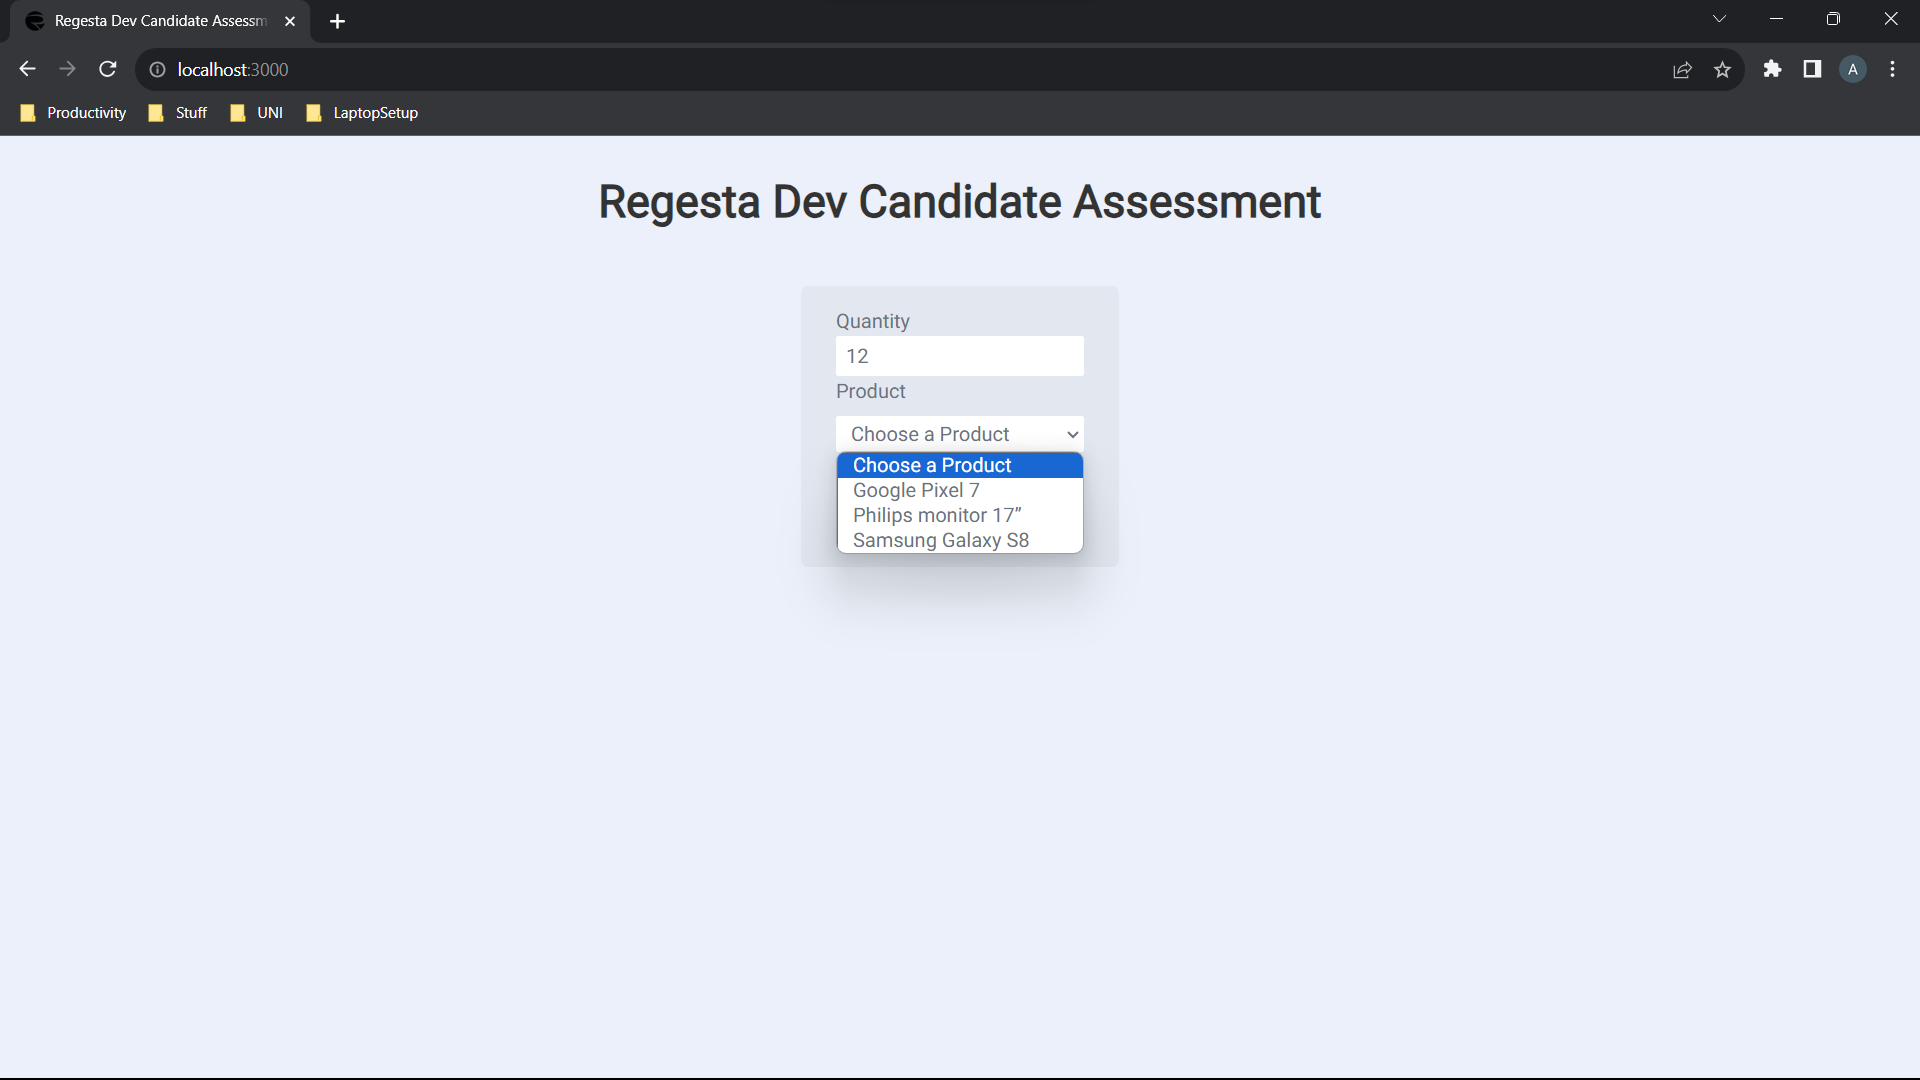 Regesta Dev Candidate Assessm
localhost:3000
A
Productivity
Stuff
UNI
LaptopSetup
Regesta Dev Candidate Assessment
Quantity
12
Product
Choose a Product
Choose a Product
Google Pixel 7
Philips monitor 17”
Samsung Galaxy S8